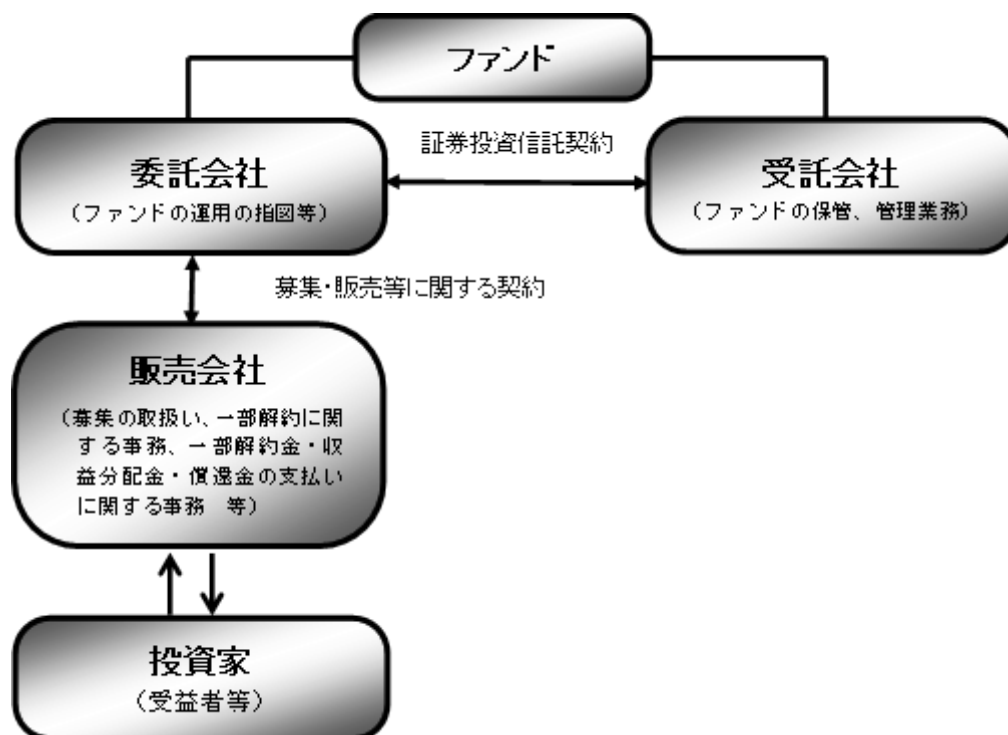 ファンド
証券投資信託契約
委託会社
（ファンドの運用の指図等）
受託会社
（ファンドの保管、管理業務）
募集・販売等に関する契約
販売会社
（募集の取扱い、一部解約に関
する事務、一部解約金・収
益分配金・償還金の支払い
に関する事務　等）
投資家
（受益者等）